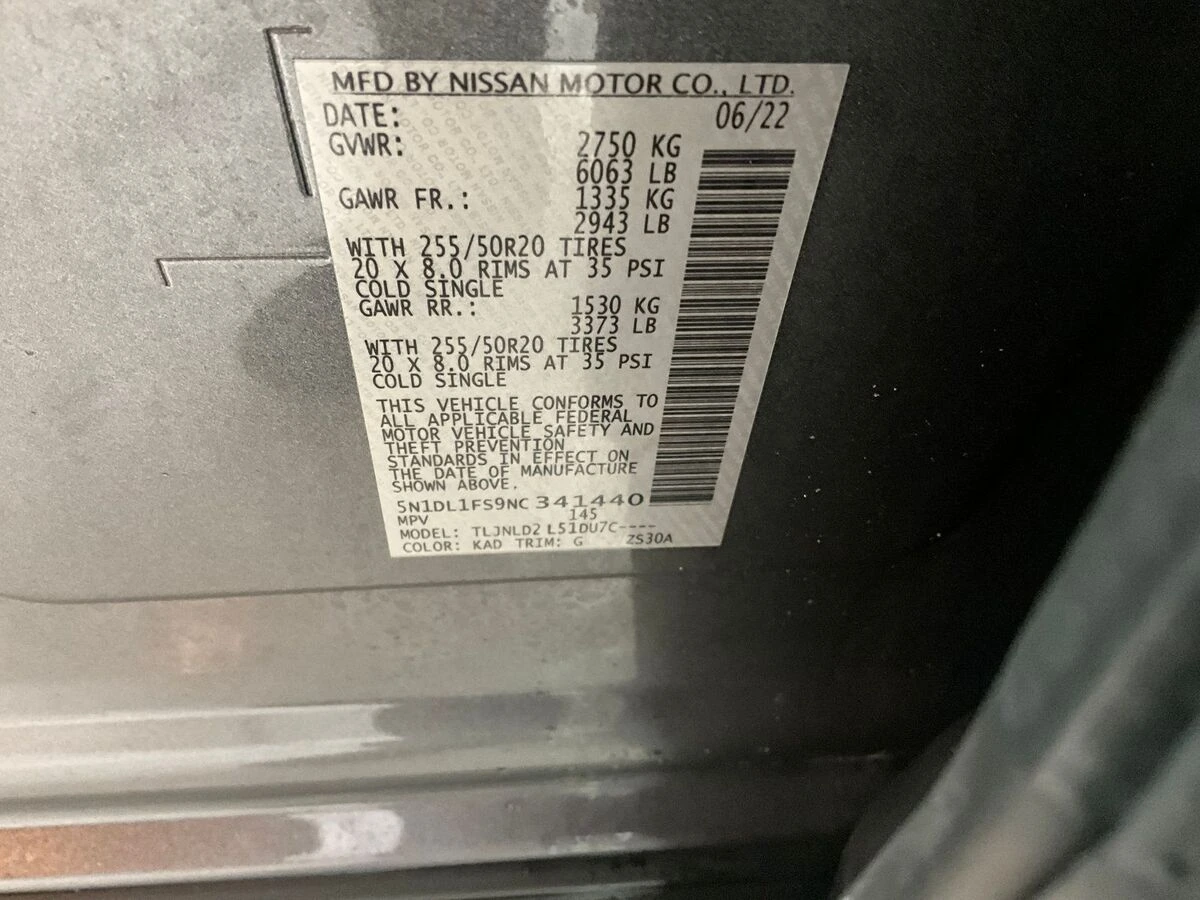 MFD BY NISSAN MOTOR CO., LTD.
DATE: 06/22
GVWR: 2750 KG
6063 LB
GAWR FR.: 1335 KG
2943 LB
WITH 255/50R20 TIRES
20 X 8.0 RIMS AT 35 PSI
COLD SINGLE
GAWR RR.: 1530 KG
3373 LB
WITH 255/50R20 TIRES
20 X 8.0 RIMS AT 35 PSI
COLD SINGLE
THIS VEHICLE CONFORMS TO
ALL APPLICABLE FEDERAL
MOTOR VEHICLE SAFETY AND
THEFT PREVENTION
STANDARDS IN EFFECT ON
THE DATE OF MANUFACTURE
SHOWN ABOVE.
5N1DL1FS9NC 341440
MPV 145
MODEL: TLJNLD2 L51DU7C----
COLOR: KAD TRIM: G ZS30A